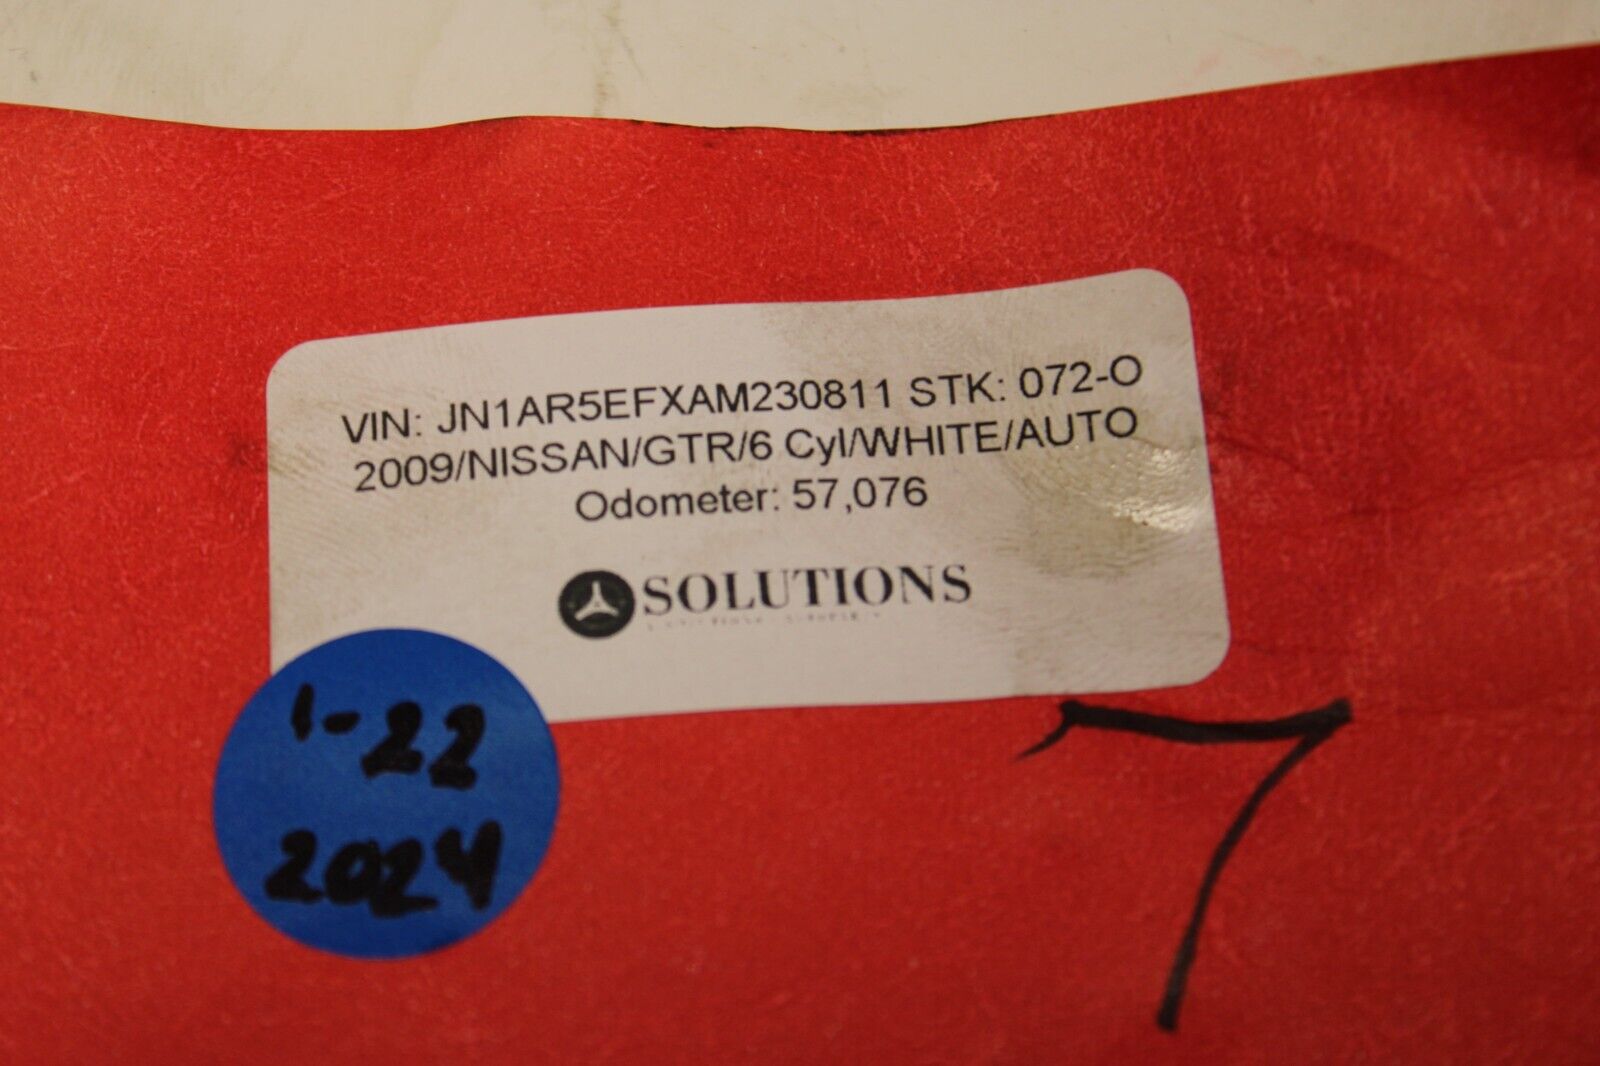 VIN: JN1AR5EFXAM230811 STK: 072-O
2009/NISSAN/GTR/6 Cyl/WHITE/AUTO
Odometer: 57,076
SOLUTIONS
1-22
2024
7